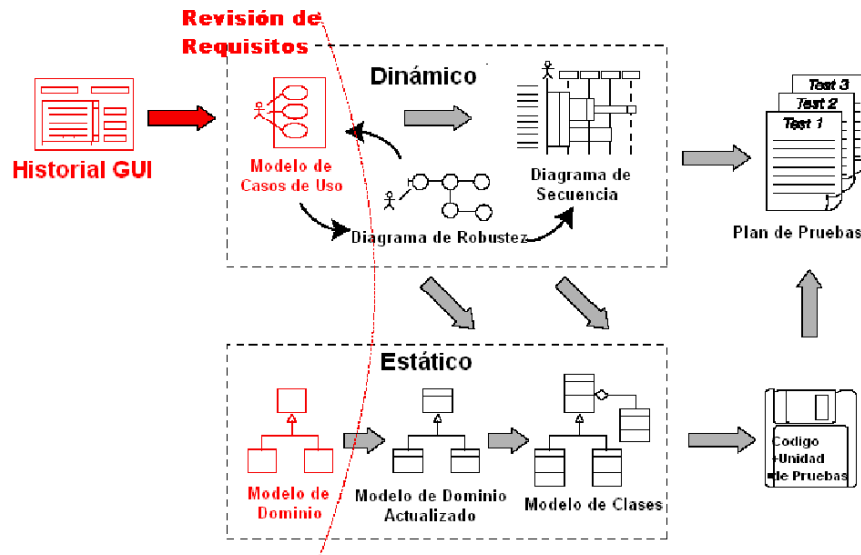 Revisión de
Requisitos
Dinámico
Historial GUI
Modelo de
Casos de Uso
Diagrama de Robustez
Diagrama de
Secuencia
Test 3
Test 2
Test 1
Plan de Pruebas
Estático
Modelo de
Dominio
Modelo de Dominio
Actualizado
Modelo de Clases
Codigo
+Unidad
de Pruebas